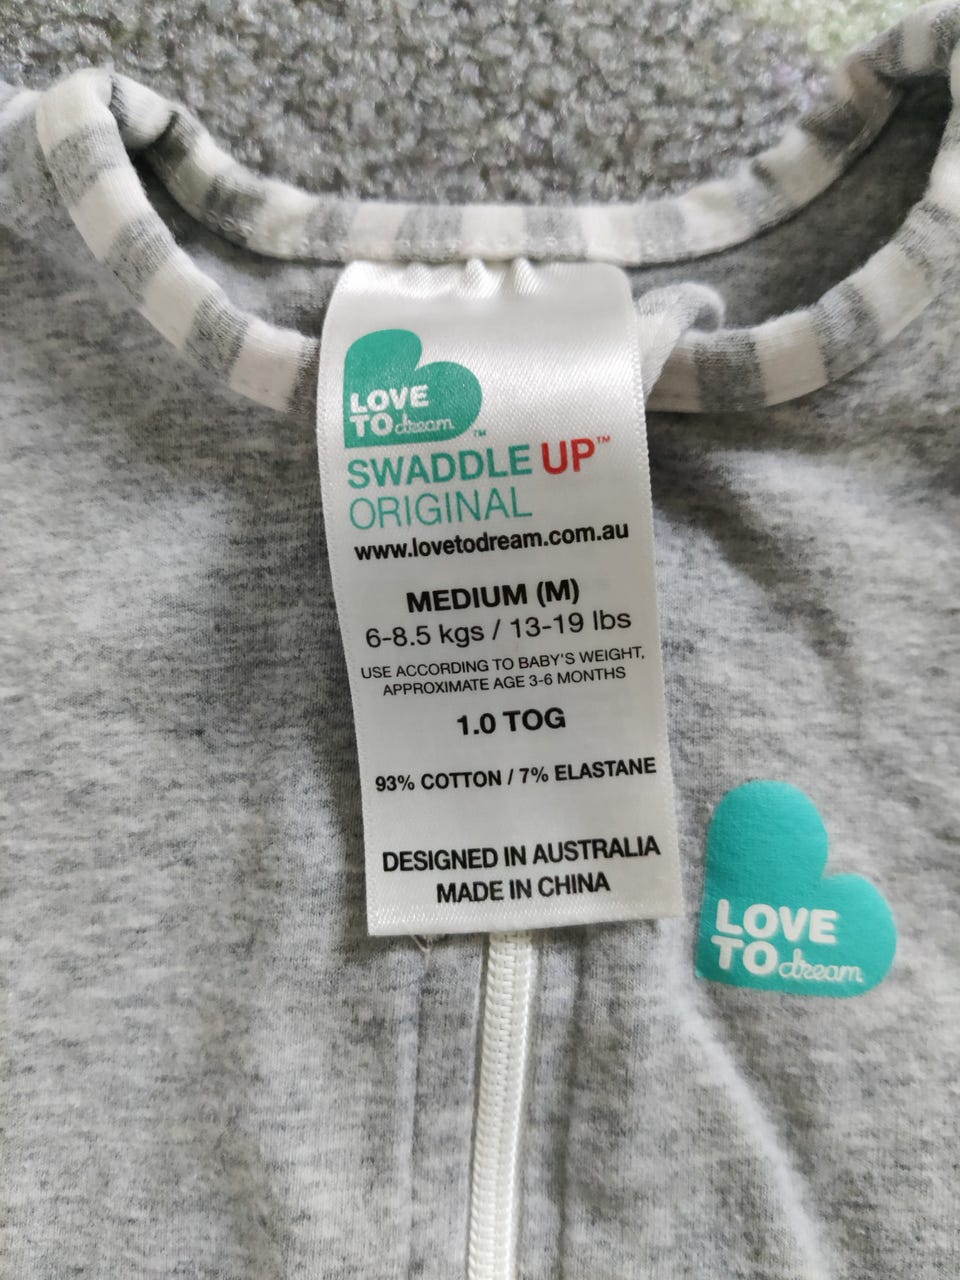 LOVE
TO dream™
SWADDLE UP™
ORIGINAL
www.lovetodream.com.au
MEDIUM (M)
6-8.5 kgs / 13-19 lbs
USE ACCORDING TO BABY'S WEIGHT,
APPROXIMATE AGE 3-6 MONTHS
1.0 TOG
93% COTTON / 7% ELASTANE
DESIGNED IN AUSTRALIA
MADE IN CHINA
LOVE
TO dream